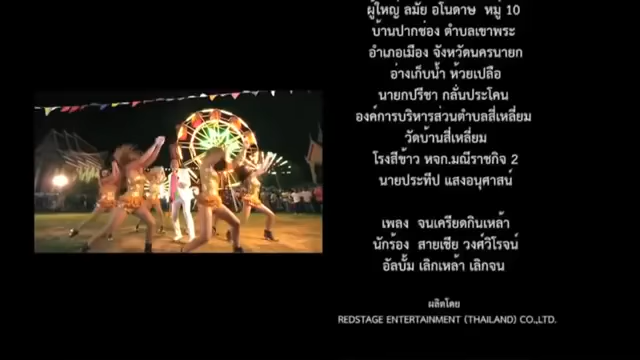 ผู้ใหญ่ ลมัย อโนดาษ หมู่ 10
บ้านปากช่อง ตำบลเขาพระ
อำเภอเมือง จังหวัดนครนายก
อ่างเก็บน้ำ ห้วยเปลือ
นายกปรีชา กลั่นประโคน
องค์การบริหารส่วนตำบลสี่เหลี่ยม
วัดบ้านสี่เหลี่ยม
โรงสีข้าว หจก.มณีราชกิจ 2
นายประทีป แสงอนุศาสน์
เพลง จนเครียดกินเหล้า
นักร้อง สายเชีย วงศ์วิโรจน์
อัลบั้ม เลิกเหล้า เลิกจน
ผลิตโดย
REDSTAGE ENTERTAINMENT (THAILAND) CO.,LTD.